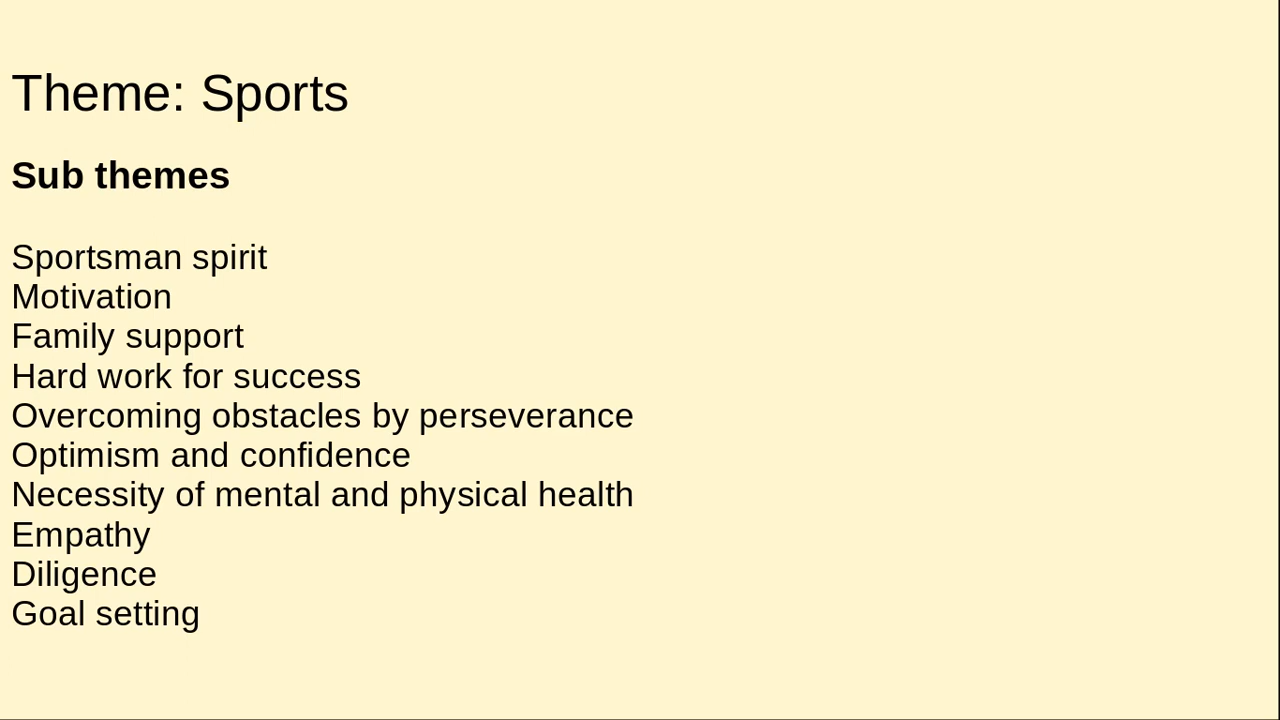 Theme: Sports
Sub themes
Sportsman spirit
Motivation
Family support
Hard work for success
Overcoming obstacles by perseverance
Optimism and confidence
Necessity of mental and physical health
Empathy
Diligence
Goal setting